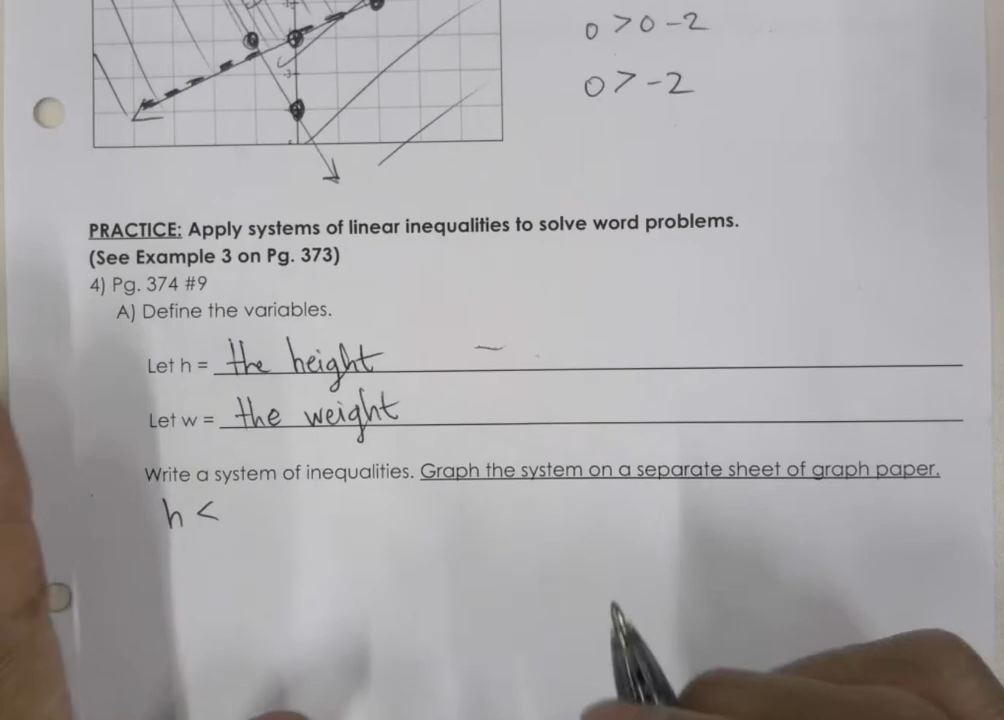 0 > 0 - 2
0 > -2
PRACTICE: Apply systems of linear inequalities to solve word problems.
(See Example 3 on Pg. 373)
4) Pg. 374 #9
A) Define the variables.
Let h = the height
Let w = the weight
Write a system of inequalities. Graph the system on a separate sheet of graph paper.
h <